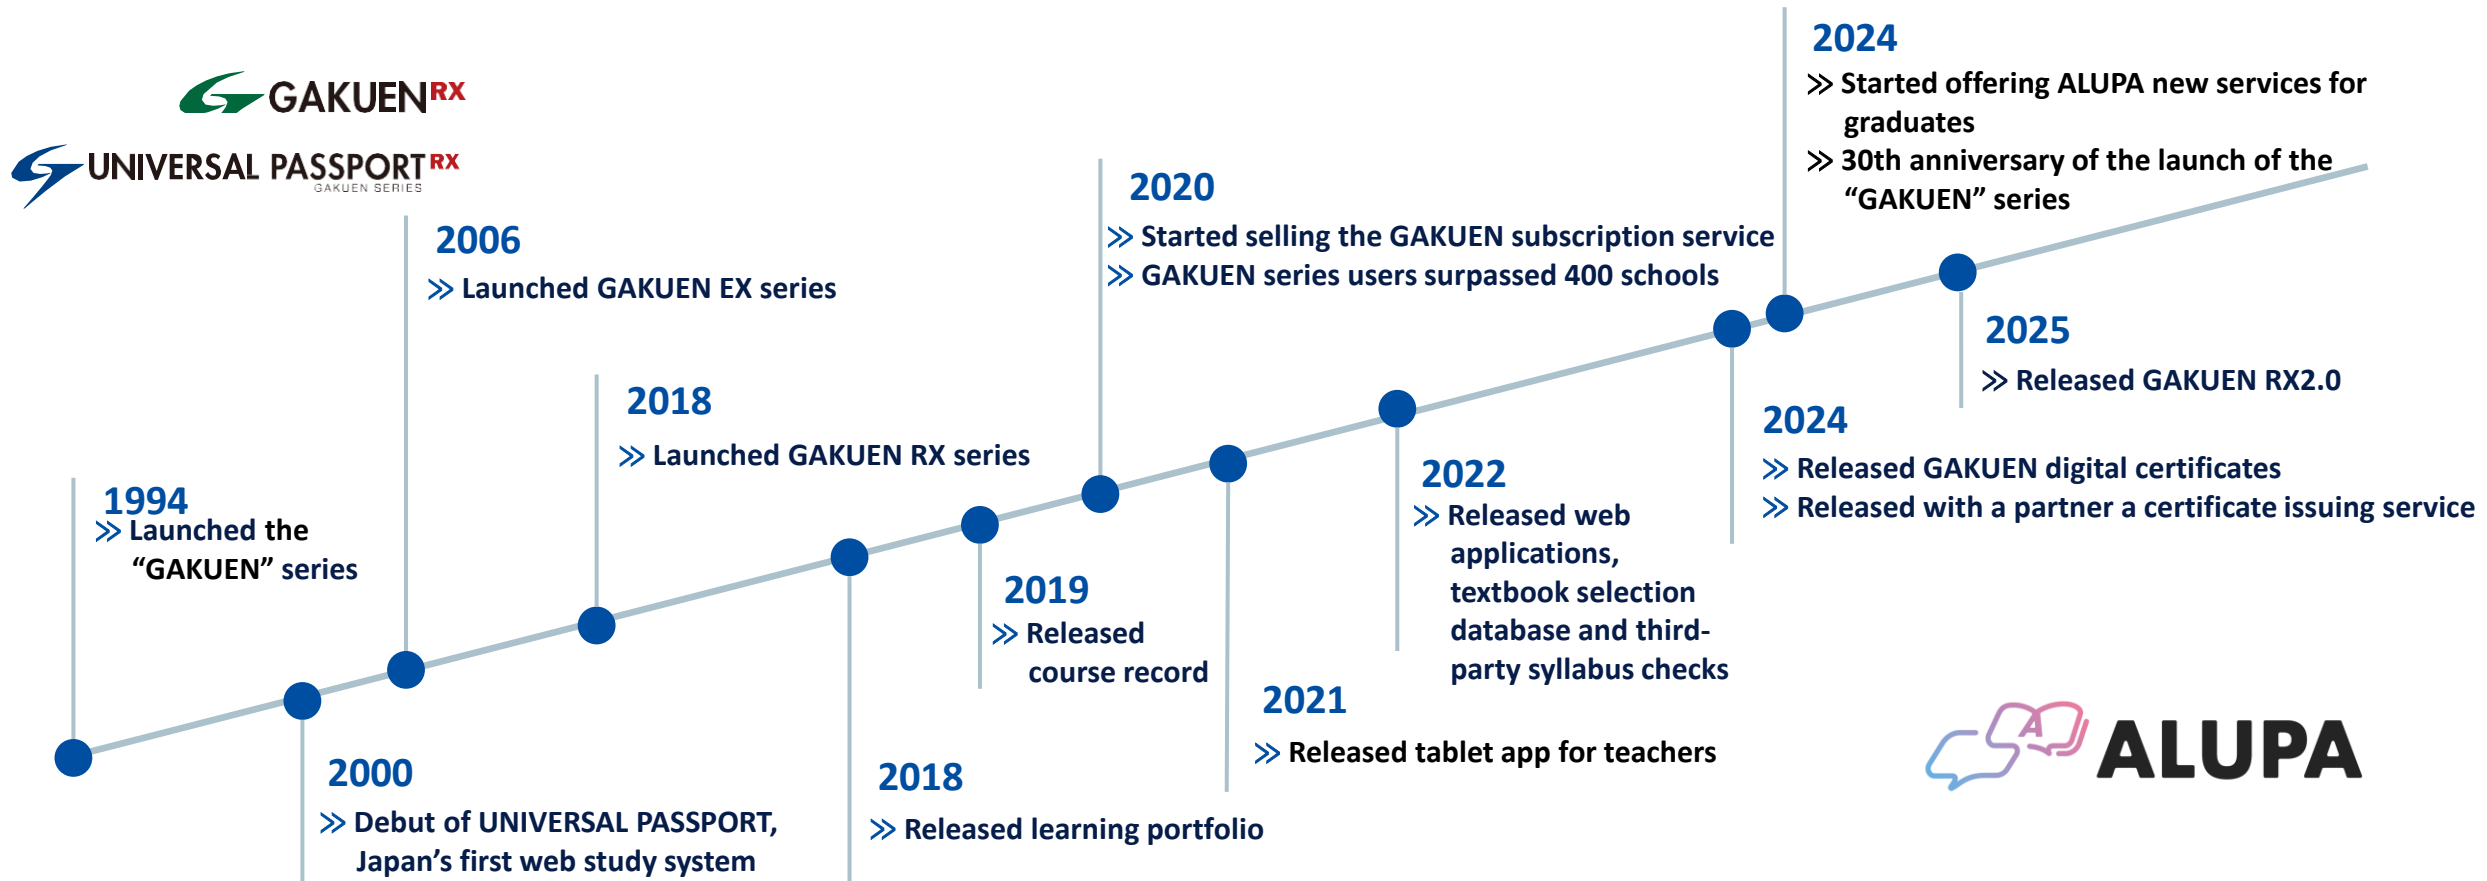 GAKUEN RX
UNIVERSAL PASSPORT RX
GAKUEN SERIES
1994
≫ Launched the
“GAKUEN” series
2000
≫ Debut of UNIVERSAL PASSPORT,
Japan’s first web study system
2006
≫ Launched GAKUEN EX series
2018
≫ Launched GAKUEN RX series
2018
≫ Released learning portfolio
2019
≫ Released
course record
2020
≫ Started selling the GAKUEN subscription service
≫ GAKUEN series users surpassed 400 schools
2021
≫ Released tablet app for teachers
2022
≫ Released web
applications,
textbook selection
database and third-
party syllabus checks
2024
≫ Released GAKUEN digital certificates
≫ Released with a partner a certificate issuing service
2024
≫ Started offering ALUPA new services for
graduates
≫ 30th anniversary of the launch of the
“GAKUEN” series
2025
≫ Released GAKUEN RX2.0
A
ALUPA